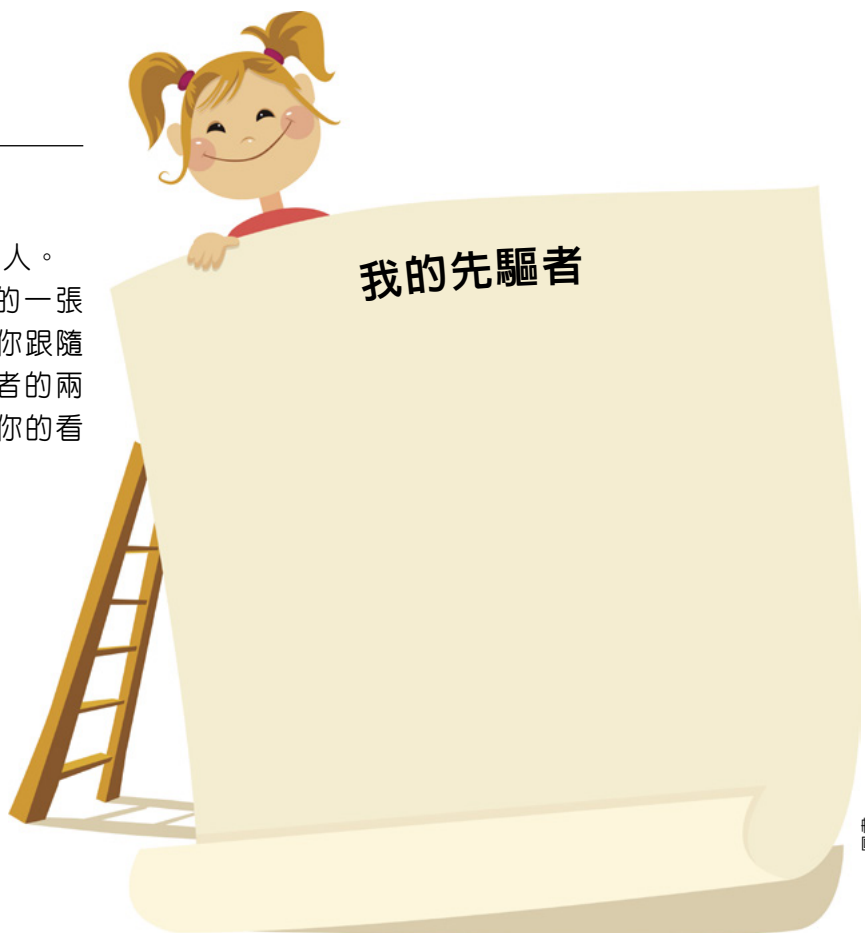 人。
的一張
你跟隨
者的兩
你的看
我的先驅者